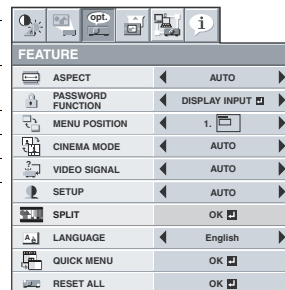 opt.
i
FEATURE
ASPECT AUTO
PASSWORD FUNCTION DISPLAY INPUT
MENU POSITION 1.
CINEMA MODE AUTO
VIDEO SIGNAL AUTO
SETUP AUTO
SPLIT OK
LANGUAGE English
QUICK MENU OK
RESET ALL OK